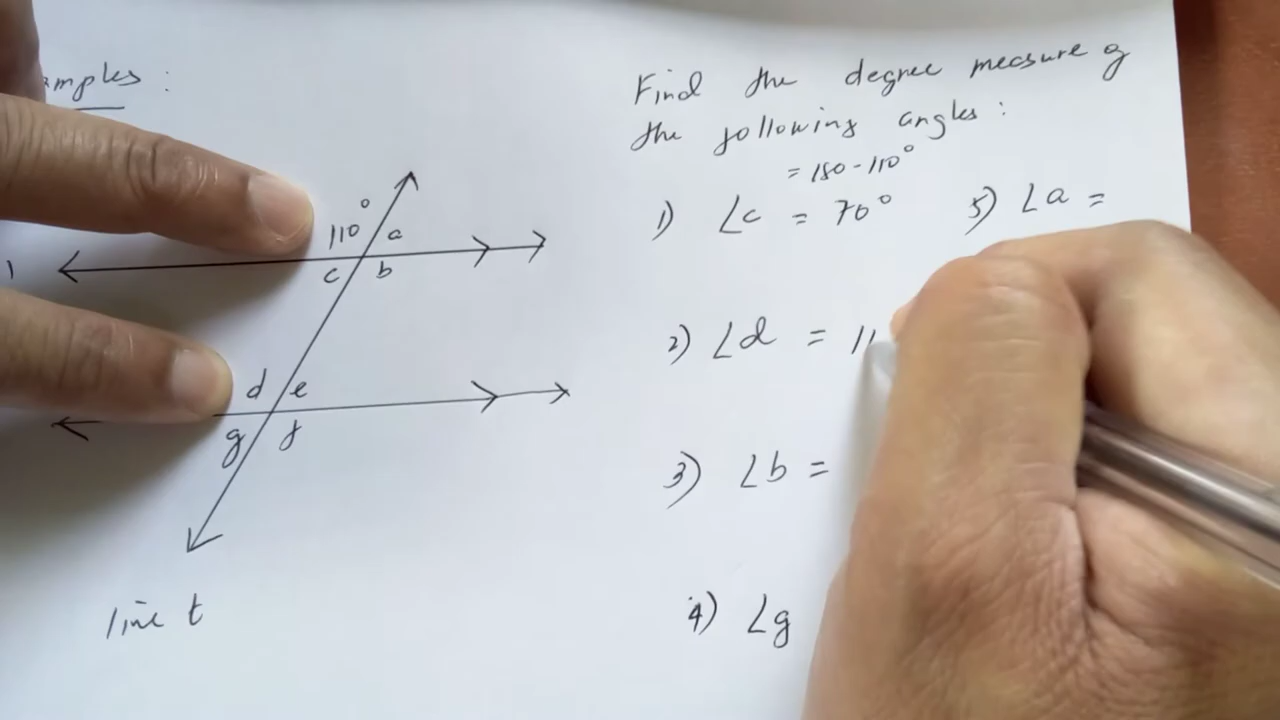 amples :
110° a
1
c b
d e
g f
line t
Find the degree measure of
the following angles :
= 180 - 110°
1) ∠c = 70° 5) ∠a =
2) ∠d = 11
3) ∠b =
4) ∠g